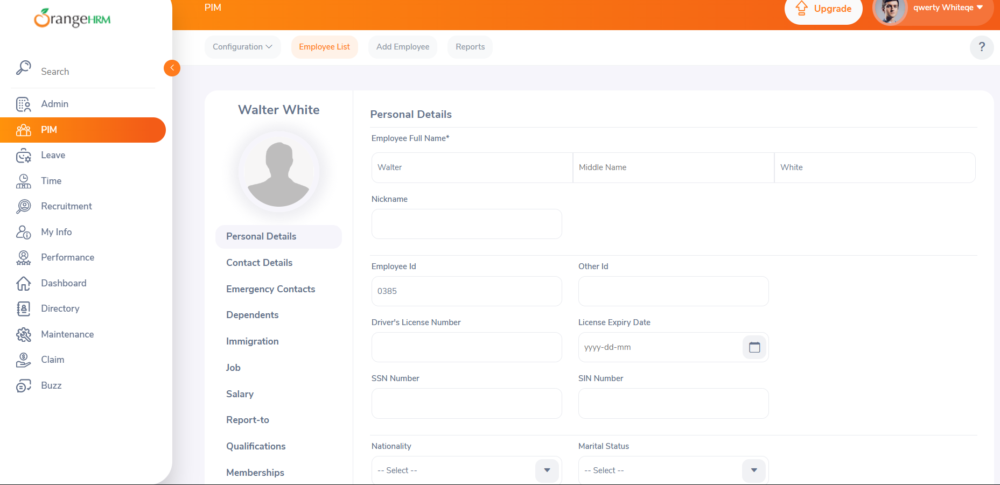 OrangeHRM
Search
Admin
PIM
Leave
Time
Recruitment
My Info
Performance
Dashboard
Directory
Maintenance
Claim
Buzz
PIM
Upgrade
qwerty Whiteqe
Configuration
Employee List
Add Employee
Reports
?
Walter White
Personal Details
Contact Details
Emergency Contacts
Dependents
Immigration
Job
Salary
Report-to
Qualifications
Memberships
Personal Details
Employee Full Name*
Walter
Middle Name
White
Nickname
Employee Id
Other Id
0385
Driver's License Number
License Expiry Date
yyyy-dd-mm
SSN Number
SIN Number
Nationality
Marital Status
-- Select --
-- Select --